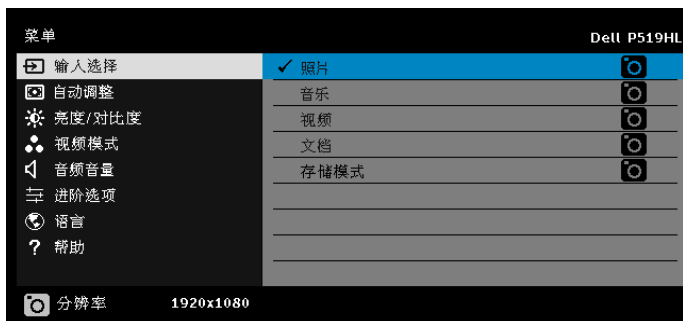 菜单 Dell P519HL
输入选择 照片
自动调整 音乐
亮度/对比度 视频
视频模式 文档
音频音量 存储模式
进阶选项
语言
? 帮助
分辨率 1920x1080